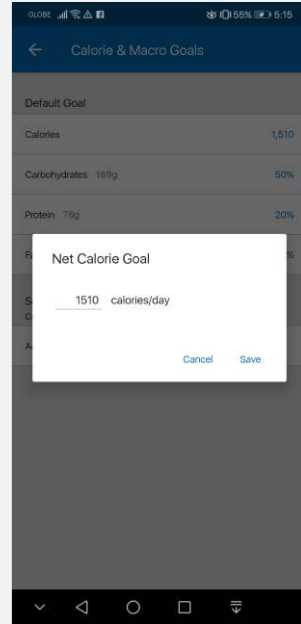 GLOBE 55% 5:15
Calorie & Macro Goals
Default Goal
Calories 1,510
Carbohydrates 189g 50%
Protein 76g 20%
F %
Net Calorie Goal
1510 calories/day
S
C
A
Cancel Save